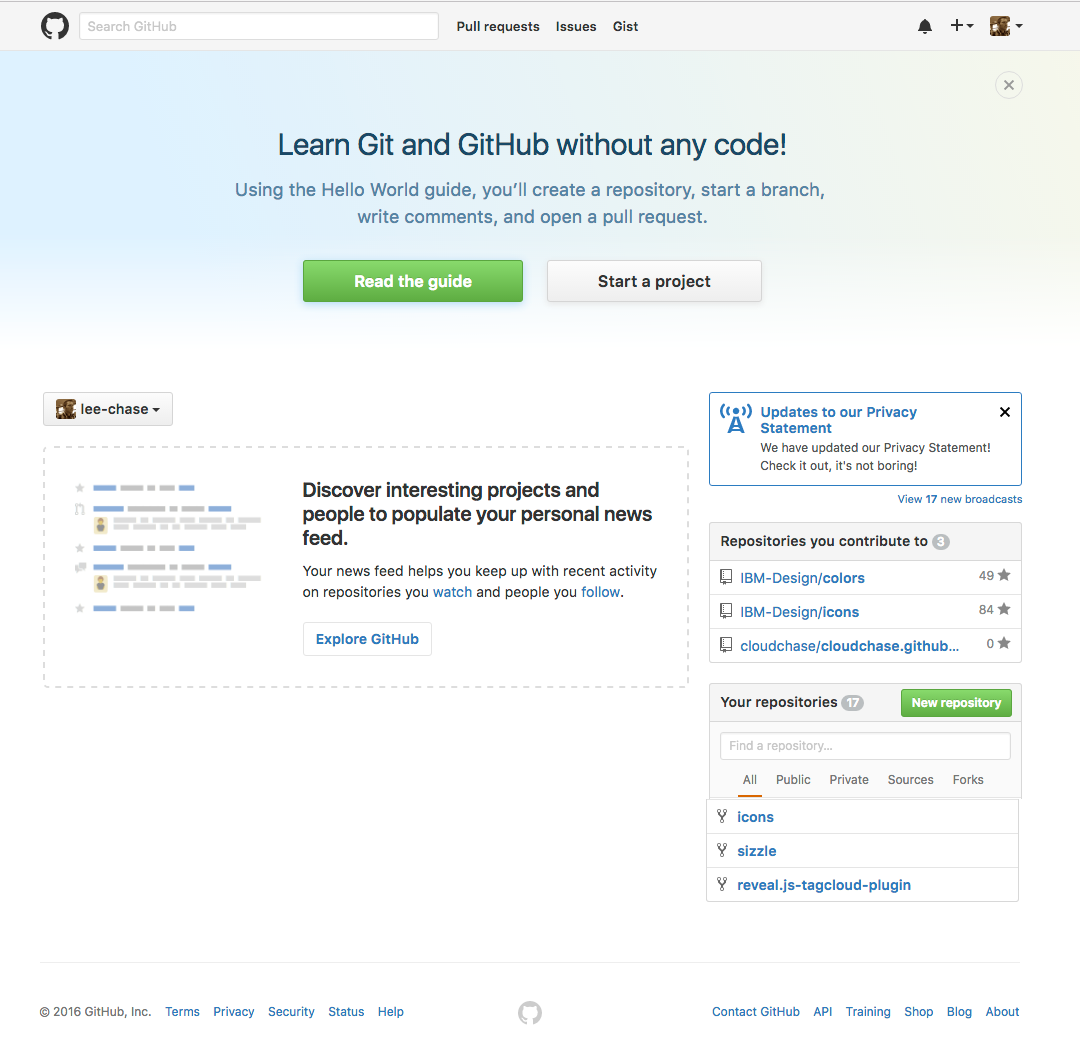 Search GitHub
Pull requests
Issues
Gist
Learn Git and GitHub without any code!
Using the Hello World guide, you’ll create a repository, start a branch,
write comments, and open a pull request.
Read the guide
Start a project
lee-chase
Discover interesting projects and
people to populate your personal news
feed.
Your news feed helps you keep up with recent activity
on repositories you watch and people you follow.
Explore GitHub
Updates to our Privacy
Statement
We have updated our Privacy Statement!
Check it out, it's not boring!
View 17 new broadcasts
Repositories you contribute to 3
IBM-Design/colors 49
IBM-Design/icons 84
cloudchase/cloudchase.github... 0
Your repositories 17
New repository
Find a repository...
All Public Private Sources Forks
icons
sizzle
reveal.js-tagcloud-plugin
© 2016 GitHub, Inc. Terms Privacy Security Status Help
Contact GitHub API Training Shop Blog About